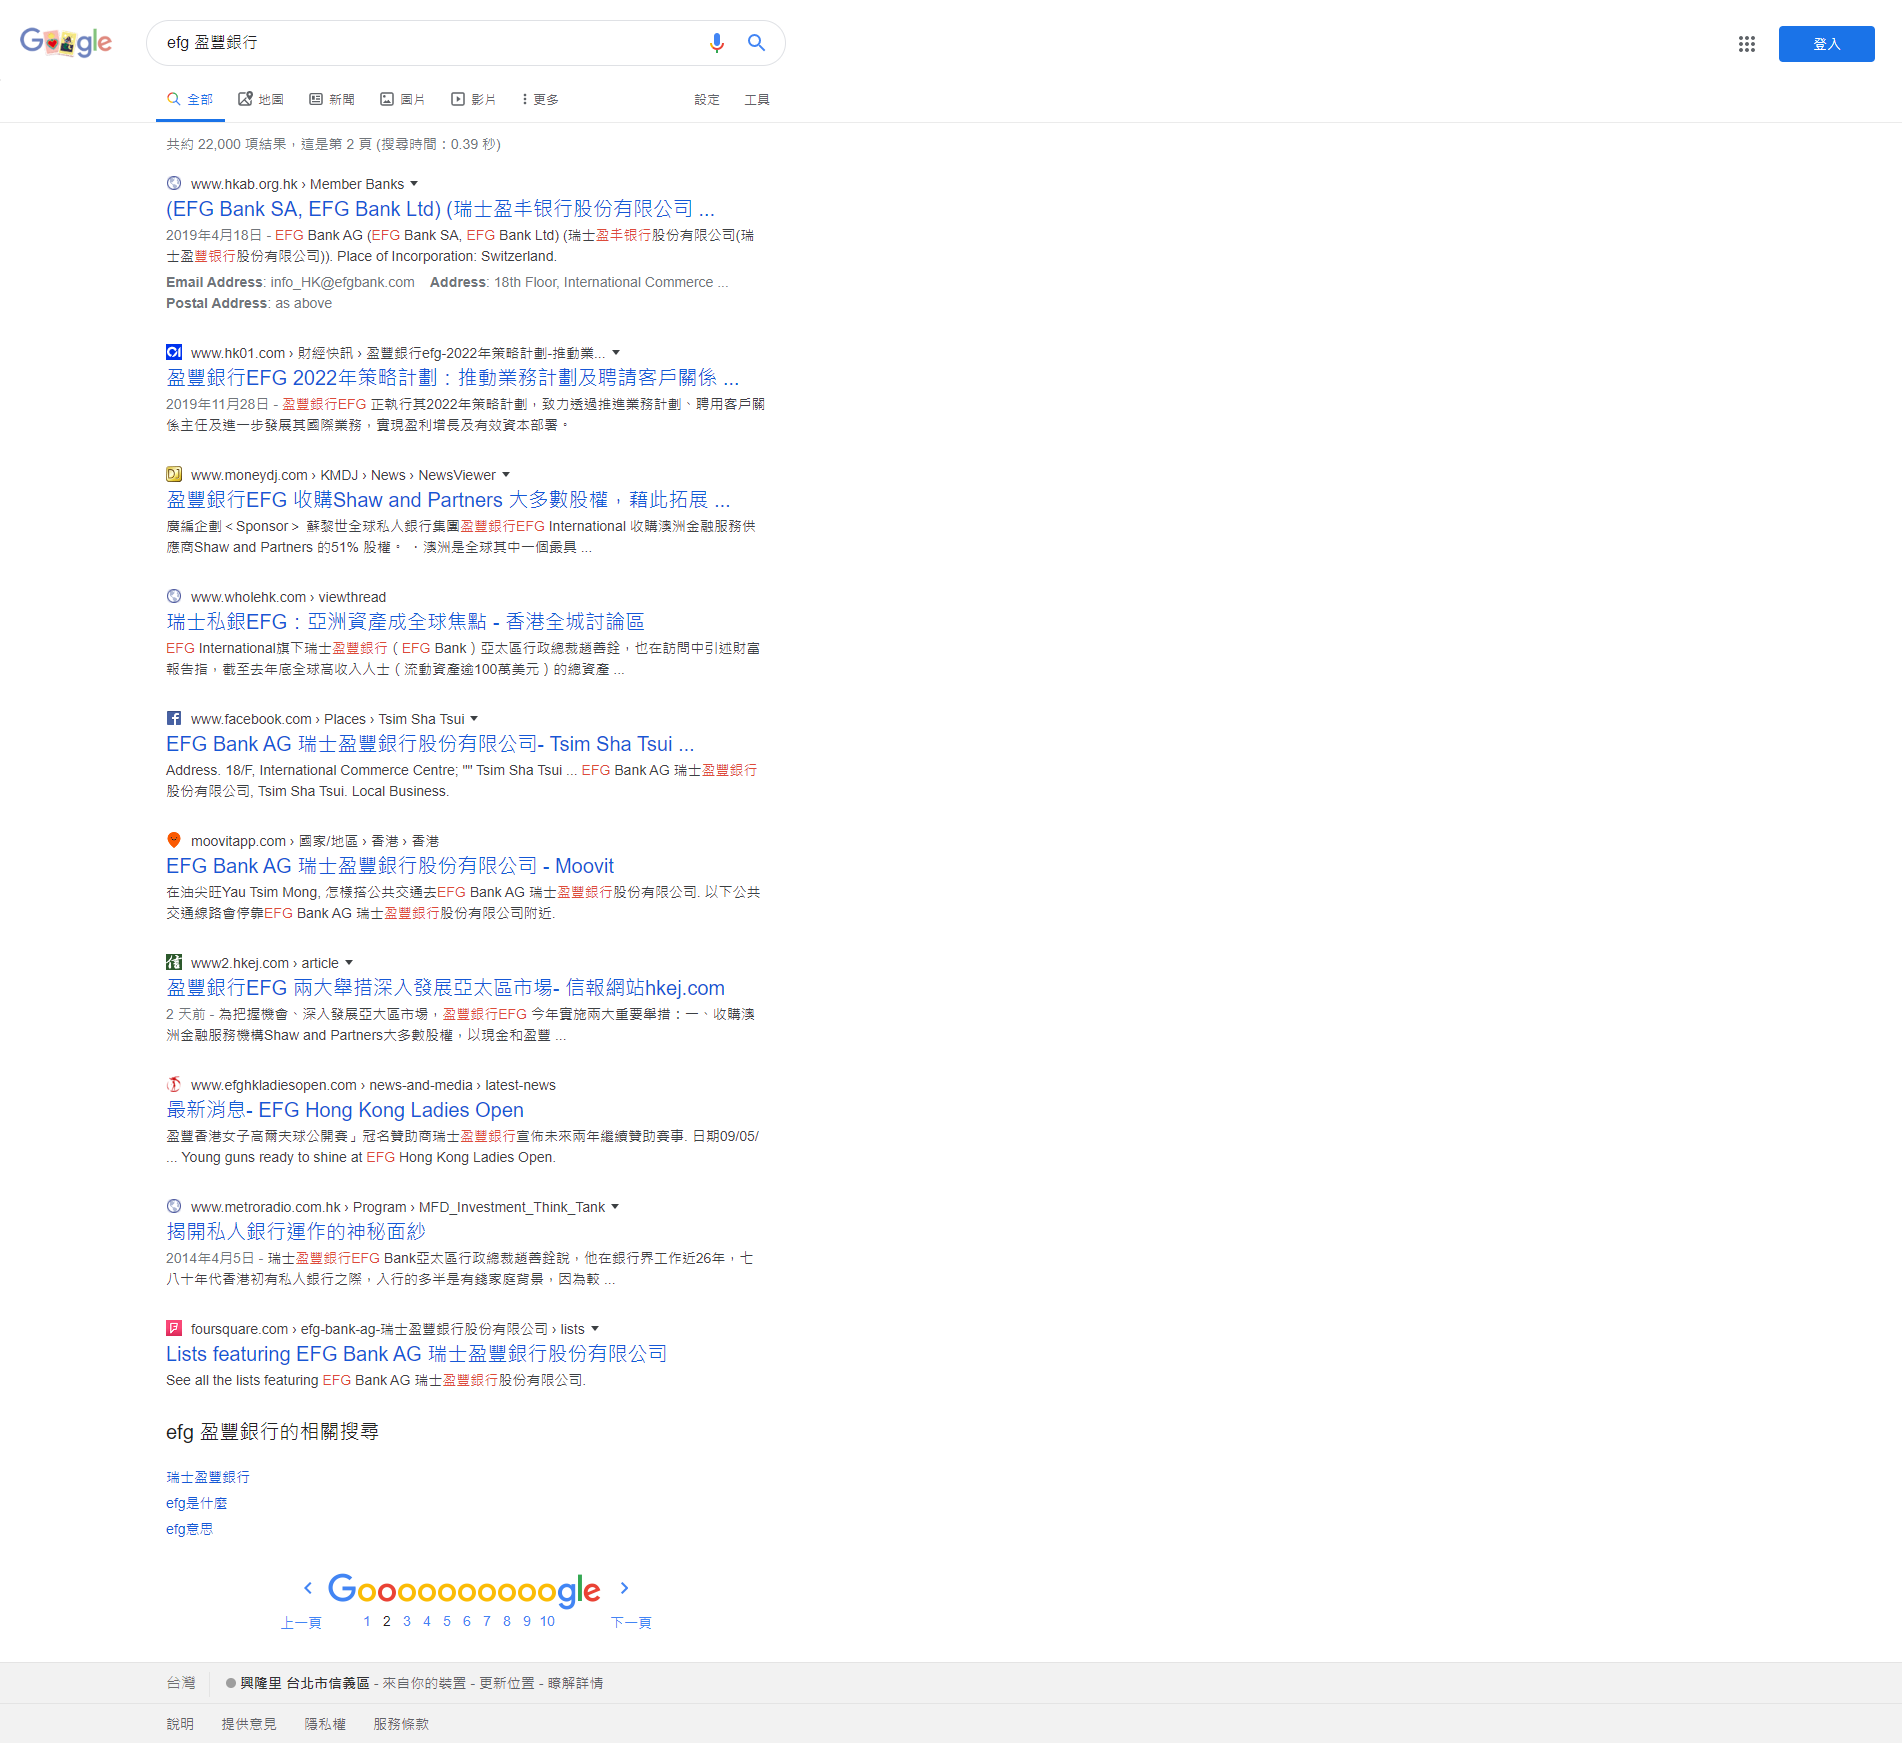 Google
efg 盈豐銀行
登入
全部 地圖 新聞 圖片 影片 更多 設定 工具
共約 22,000 項結果，這是第 2 頁 (搜尋時間：0.39 秒)
www.hkab.org.hk › Member Banks
(EFG Bank SA, EFG Bank Ltd) (瑞士盈丰银行股份有限公司 ...
2019年4月18日 - EFG Bank AG (EFG Bank SA, EFG Bank Ltd) (瑞士盈丰银行股份有限公司(瑞
士盈豐银行股份有限公司)). Place of Incorporation: Switzerland.
Email Address: info_HK@efgbank.com Address: 18th Floor, International Commerce ...
Postal Address: as above
www.hk01.com › 財經快訊 › 盈豐銀行efg-2022年策略計劃-推動業...
盈豐銀行EFG 2022年策略計劃：推動業務計劃及聘請客戶關係 ...
2019年11月28日 - 盈豐銀行EFG 正執行其2022年策略計劃，致力透過推進業務計劃、聘用客戶關
係主任及進一步發展其國際業務，實現盈利增長及有效資本部署。
www.moneydj.com › KMDJ › News › NewsViewer
盈豐銀行EFG 收購Shaw and Partners 大多數股權，藉此拓展 ...
廣編企劃＜Sponsor＞ 蘇黎世全球私人銀行集團盈豐銀行EFG International 收購澳洲金融服務供
應商Shaw and Partners 的51% 股權。 ．澳洲是全球其中一個最具 ...
www.wholehk.com › viewthread
瑞士私銀EFG：亞洲資產成全球焦點 - 香港全城討論區
EFG International旗下瑞士盈豐銀行（EFG Bank）亞太區行政總裁趙善銓，也在訪問中引述財富
報告指，截至去年底全球高收入人士（流動資產逾100萬美元）的總資產 ...
www.facebook.com › Places › Tsim Sha Tsui
EFG Bank AG 瑞士盈豐銀行股份有限公司- Tsim Sha Tsui ...
Address. 18/F, International Commerce Centre; "" Tsim Sha Tsui ... EFG Bank AG 瑞士盈豐銀行
股份有限公司, Tsim Sha Tsui. Local Business.
moovitapp.com › 國家/地區 › 香港 › 香港
EFG Bank AG 瑞士盈豐銀行股份有限公司 - Moovit
在油尖旺Yau Tsim Mong, 怎樣搭公共交通去EFG Bank AG 瑞士盈豐銀行股份有限公司. 以下公共
交通線路會停靠EFG Bank AG 瑞士盈豐銀行股份有限公司附近.
www2.hkej.com › article
盈豐銀行EFG 兩大舉措深入發展亞太區市場- 信報網站hkej.com
2 天前 - 為把握機會、深入發展亞太區市場，盈豐銀行EFG 今年實施兩大重要舉措：一、收購澳
洲金融服務機構Shaw and Partners大多數股權，以現金和盈豐 ...
www.efghkladiesopen.com › news-and-media › latest-news
最新消息- EFG Hong Kong Ladies Open
盈豐香港女子高爾夫球公開賽」冠名贊助商瑞士盈豐銀行宣佈未來兩年繼續贊助賽事. 日期09/05/
... Young guns ready to shine at EFG Hong Kong Ladies Open.
www.metroradio.com.hk › Program › MFD_Investment_Think_Tank
揭開私人銀行運作的神秘面紗
2014年4月5日 - 瑞士盈豐銀行EFG Bank亞太區行政總裁趙善銓說，他在銀行界工作近26年，七
八十年代香港初有私人銀行之際，入行的多半是有錢家庭背景，因為較 ...
foursquare.com › efg-bank-ag-瑞士盈豐銀行股份有限公司 › lists
Lists featuring EFG Bank AG 瑞士盈豐銀行股份有限公司
See all the lists featuring EFG Bank AG 瑞士盈豐銀行股份有限公司.
efg 盈豐銀行的相關搜尋
瑞士盈豐銀行
efg是什麼
efg意思
Goooooooooogle
上一頁 1 2 3 4 5 6 7 8 9 10 下一頁
台灣 興隆里 台北市信義區 - 來自你的裝置 - 更新位置 - 瞭解詳情
說明 提供意見 隱私權 服務條款